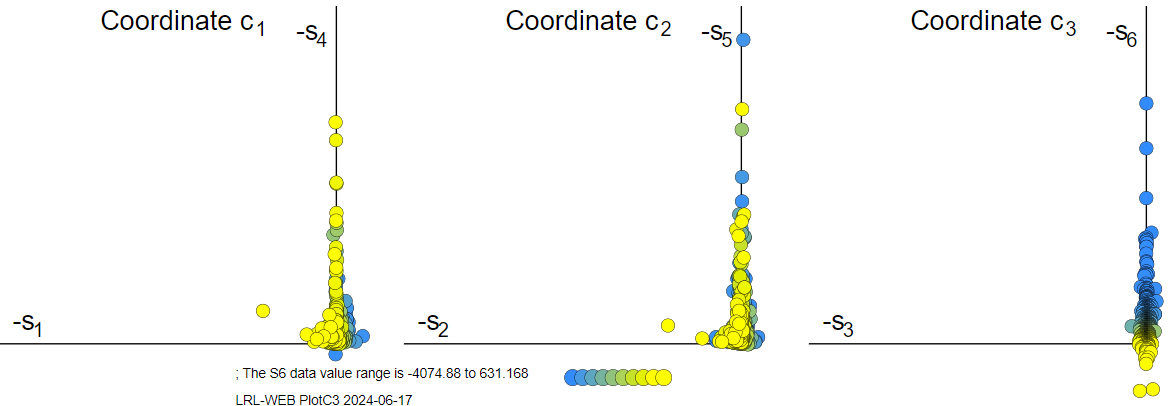 Coordinate c1
-s4
Coordinate c2
-s5
Coordinate c3
-s6
-s1
-s2
-s3
; The S6 data value range is -4074.88 to 631.168
LRL-WEB PlotC3 2024-06-17